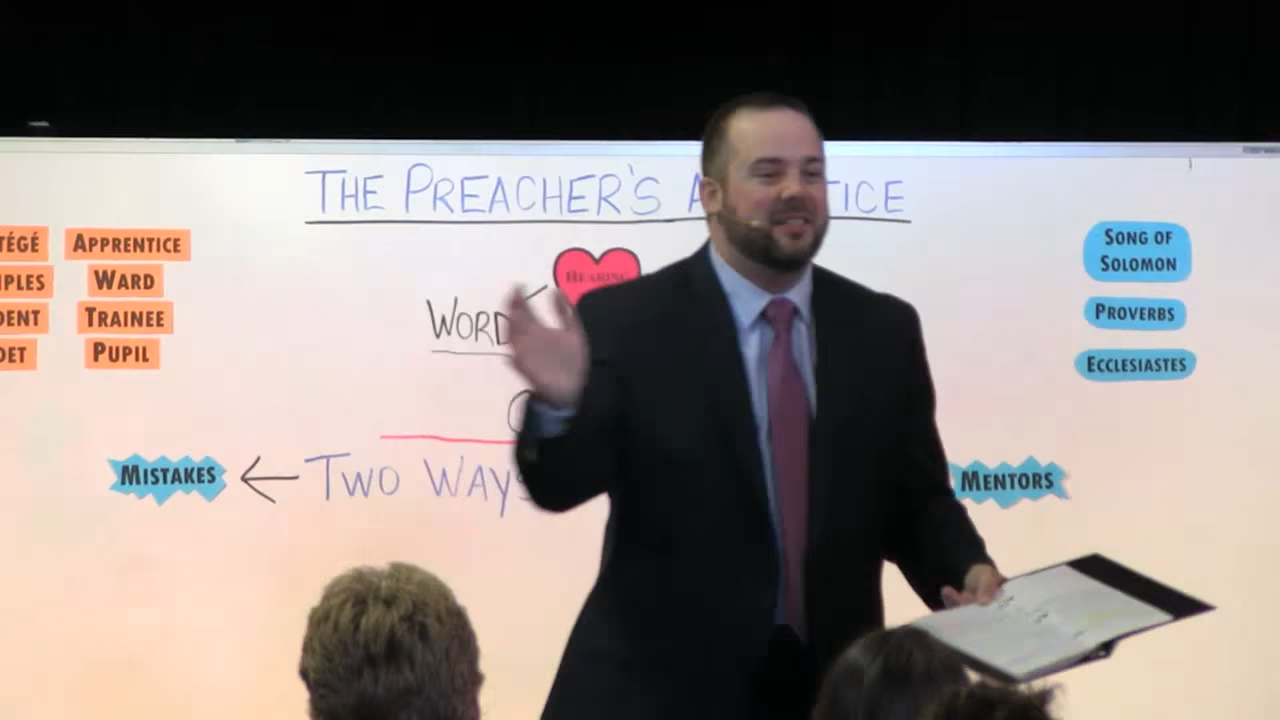 THE PREACHER'S A TICE
TÉGÉ APPRENTICE
IPLES WARD
DENT TRAINEE
DET PUPIL
HEARING
WORD
SONG OF
SOLOMON
PROVERBS
ECCLESIASTES
MISTAKES ← TWO WAYS MENTORS